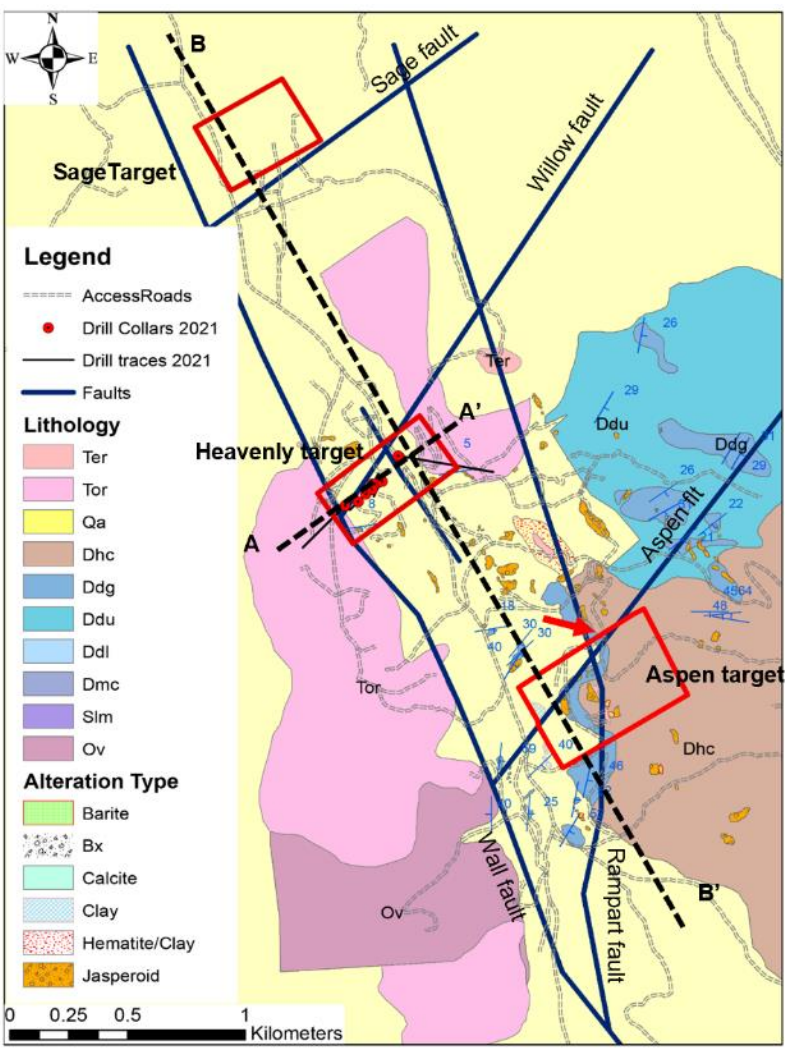 N
W E
S
B
Sage fault
Willow fault
SageTarget
Legend
AccessRoads
Drill Collars 2021
Drill traces 2021
Faults
Lithology
Ter
Tor
Qa
Dhc
Ddg
Ddu
Ddl
Dmc
Slm
Ov
Alteration Type
Barite
Bx
Calcite
Clay
Hematite/Clay
Jasperoid
0 0.25 0.5 1
Kilometers
26
Ter
29
Ddu
A'
5
Ddg
29
Heavenly target
26
8
22
Aspen flt
21
A
48
18
30
30
40
Aspen target
Tor
Dhc
40
46
25
Wall fault
Rampart fault
B'
Ov